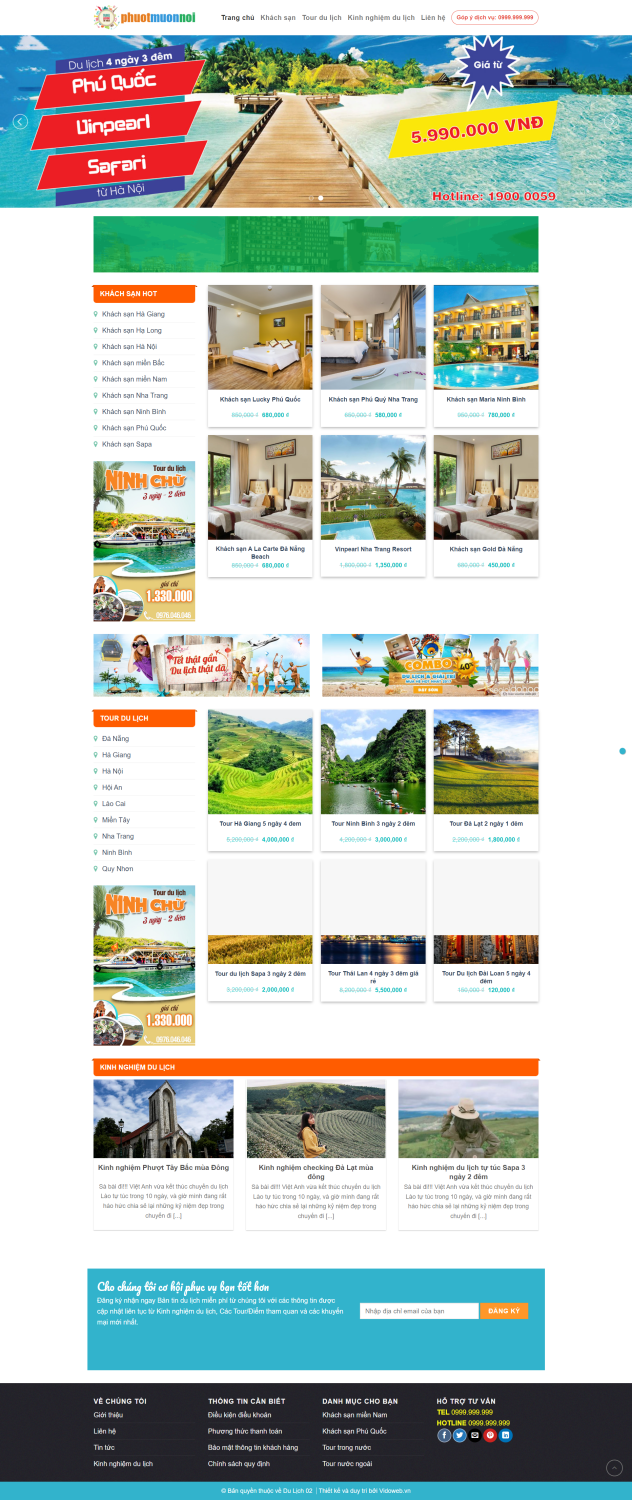 phuotmuonnoi
Trang chủ Khách sạn Tour du lịch Kinh nghiệm du lịch Liên hệ Góp ý dịch vụ: 0999.999.999
Du lịch 4 ngày 3 đêm
Phú Quốc
Vinpearl
Safari
từ Hà Nội
Giá từ
5.990.000 VNĐ
Hotline: 1900 0059
KHÁCH SẠN HOT
Khách sạn Hà Giang
Khách sạn Hạ Long
Khách sạn Hà Nội
Khách sạn miền Bắc
Khách sạn miền Nam
Khách sạn Nha Trang
Khách sạn Ninh Bình
Khách sạn Phú Quốc
Khách sạn Sapa
Khách sạn Lucky Phú Quốc
680,000 ₫
Khách sạn Phú Quý Nha Trang
580,000 ₫
Khách sạn Maria Ninh Bình
780,000 ₫
Khách sạn A La Carte Đà Nẵng
Beach
680,000 ₫
Vinpearl Nha Trang Resort
1,350,000 ₫
Khách sạn Gold Đà Nẵng
450,000 ₫
Tour du lịch
NINH CHỮ
3 ngày - 2 đêm
giá chỉ
1.330.000
0976.046.046
Tết thật gần
Du lịch thật đã
COMBO
DU LỊCH & GIẢI TRÍ
40%
ĐẶT LUÔN
TOUR DU LỊCH
Đà Nẵng
Hà Giang
Hà Nội
Hội An
Lào Cai
Miền Tây
Nha Trang
Ninh Bình
Quy Nhơn
Tour Hà Giang 5 ngày 4 đem
5,200,000 ₫ 4,000,000 ₫
Tour Ninh Bình 3 ngày 2 đêm
4,200,000 ₫ 3,000,000 ₫
Tour Đà Lạt 2 ngày 1 đêm
2,200,000 ₫ 1,800,000 ₫
Tour du lịch Sapa 3 ngày 2 đêm
3,200,000 ₫ 2,000,000 ₫
Tour Thái Lan 4 ngày 3 đêm giá
rẻ
6,200,000 ₫ 5,500,000 ₫
Tour Du lịch Đài Loan 5 ngày 4
đêm
150,000 ₫ 120,000 ₫
Tour du lịch
NINH CHỮ
3 ngày - 2 đêm
giá chỉ
1.330.000
0976.046.046
KINH NGHIỆM DU LỊCH
Kinh nghiệm Phượt Tây Bắc mùa Đông
Sà bài đi!!! Việt Anh vừa kết thúc chuyến du lịch
Lào tự túc trong 10 ngày, và giờ mình đang rất
háo hức chia sẻ lại những kỷ niệm đẹp trong
chuyến đi [...]
Kinh nghiệm checking Đà Lạt mùa
đông
Sà bài đi!!! Việt Anh vừa kết thúc chuyến du lịch
Lào tự túc trong 10 ngày, và giờ mình đang rất
háo hức chia sẻ lại những kỷ niệm đẹp trong
chuyến đi [...]
Kinh nghiệm du lịch tự túc Sapa 3
ngày 2 đêm
Sà bài đi!!! Việt Anh vừa kết thúc chuyến du lịch
Lào tự túc trong 10 ngày, và giờ mình đang rất
háo hức chia sẻ lại những kỷ niệm đẹp trong
chuyến đi [...]
Cho chúng tôi cơ hội phục vụ bạn tốt hơn
Đăng ký nhận ngay Bản tin du lịch miễn phí từ chúng tôi với các thông tin được
cập nhật liên tục từ Kinh nghiệm du lịch, Các Tour/Điểm tham quan và các khuyến
mại mới nhất.
Nhập địa chỉ email của bạn
ĐĂNG KÝ
VỀ CHÚNG TÔI
Giới thiệu
Liên hệ
Tin tức
Kinh nghiệm du lịch
THÔNG TIN CẦN BIẾT
Điều kiện điều khoản
Phương thức thanh toán
Bảo mật thông tin khách hàng
Chính sách quy định
DANH MỤC CHO BẠN
Khách sạn miền Nam
Khách sạn Phú Quốc
Tour trong nước
Tour nước ngoài
HỖ TRỢ TƯ VẤN
TEL 0999.999.999
HOTLINE 0999.999.999
© Bản quyền thuộc về Du Lịch 02 | Thiết kế và duy trì bởi Vidoweb.vn